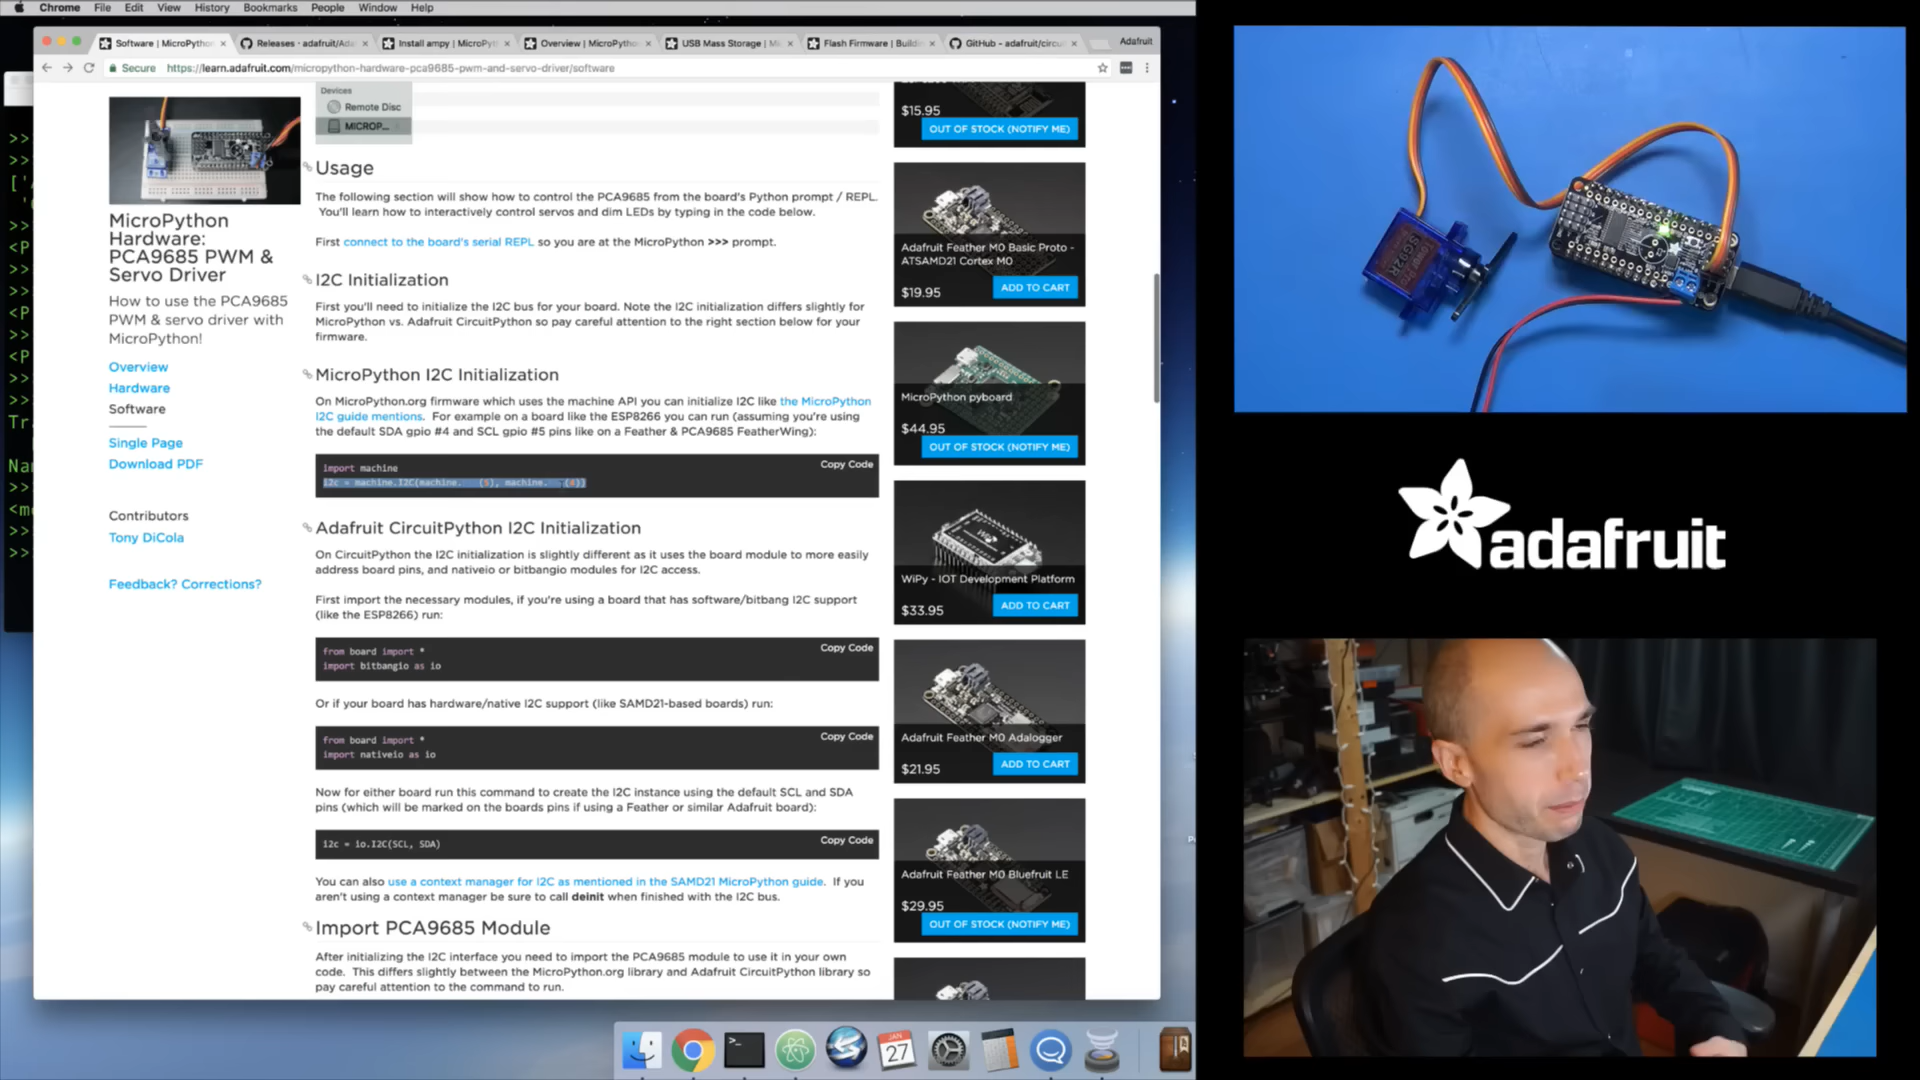 Chrome File Edit View History Bookmarks People Window Help
Software | MicroPython
Releases · adafruit/Ada
Install ampy | MicroPyt
Overview | MicroPython
USB Mass Storage | Mi
Flash Firmware | Buildin
GitHub - adafruit/circu
Adafruit
Secure https://learn.adafruit.com/micropython-hardware-pca9685-pwm-and-servo-driver/software
MicroPython
Hardware:
PCA9685 PWM &
Servo Driver
How to use the PCA9685
PWM & servo driver with
MicroPython!
Overview
Hardware
Software
Single Page
Download PDF
Contributors
Tony DiCola
Feedback? Corrections?
Devices
Remote Disc
MICROP...
Usage
The following section will show how to control the PCA9685 from the board's Python prompt / REPL.
You'll learn how to interactively control servos and dim LEDs by typing in the code below.
First connect to the board's serial REPL so you are at the MicroPython >>> prompt.
I2C Initialization
First you'll need to initialize the I2C bus for your board. Note the I2C initialization differs slightly for
MicroPython vs. Adafruit CircuitPython so pay careful attention to the right section below for your
firmware.
MicroPython I2C Initialization
On MicroPython.org firmware which uses the machine API you can initialize I2C like the MicroPython
I2C guide mentions. For example on a board like the ESP8266 you can run (assuming you're using
the default SDA gpio #4 and SCL gpio #5 pins like on a Feather & PCA9685 FeatherWing):
import machine
Copy Code
i2c = machine.I2C(machine. (5), machine. (4))
Adafruit CircuitPython I2C Initialization
On CircuitPython the I2C initialization is slightly different as it uses the board module to more easily
address board pins, and nativeio or bitbangio modules for I2C access.
First import the necessary modules, if you're using a board that has software/bitbang I2C support
(like the ESP8266) run:
from board import *
Copy Code
import bitbangio as io
Or if your board has hardware/native I2C support (like SAMD21-based boards) run:
from board import *
Copy Code
import nativeio as io
Now for either board run this command to create the I2C instance using the default SCL and SDA
pins (which will be marked on the boards pins if using a Feather or similar Adafruit board):
i2c = io.I2C(SCL, SDA)
Copy Code
You can also use a context manager for I2C as mentioned in the SAMD21 MicroPython guide. If you
aren't using a context manager be sure to call deinit when finished with the I2C bus.
Import PCA9685 Module
After initializing the I2C interface you need to import the PCA9685 module to use it in your own
code. This differs slightly between the MicroPython.org library and Adafruit CircuitPython library so
pay careful attention to the command to run.
$15.95
OUT OF STOCK (NOTIFY ME)
Adafruit Feather M0 Basic Proto -
ATSAMD21 Cortex M0
$19.95
ADD TO CART
MicroPython pyboard
$44.95
OUT OF STOCK (NOTIFY ME)
WiPy - IOT Development Platform
$33.95
ADD TO CART
Adafruit Feather M0 Adalogger
$21.95
ADD TO CART
Adafruit Feather M0 Bluefruit LE
$29.95
OUT OF STOCK (NOTIFY ME)
JAN
27
SG92R
adafruit